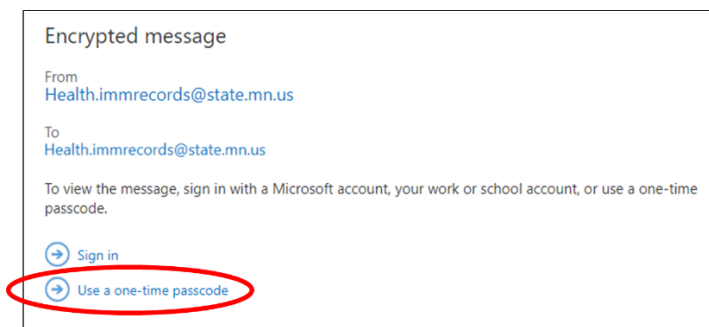 Encrypted message
From
Health.immrecords@state.mn.us
To
Health.immrecords@state.mn.us
To view the message, sign in with a Microsoft account, your work or school account, or use a one-time
passcode.
Sign in
Use a one-time passcode